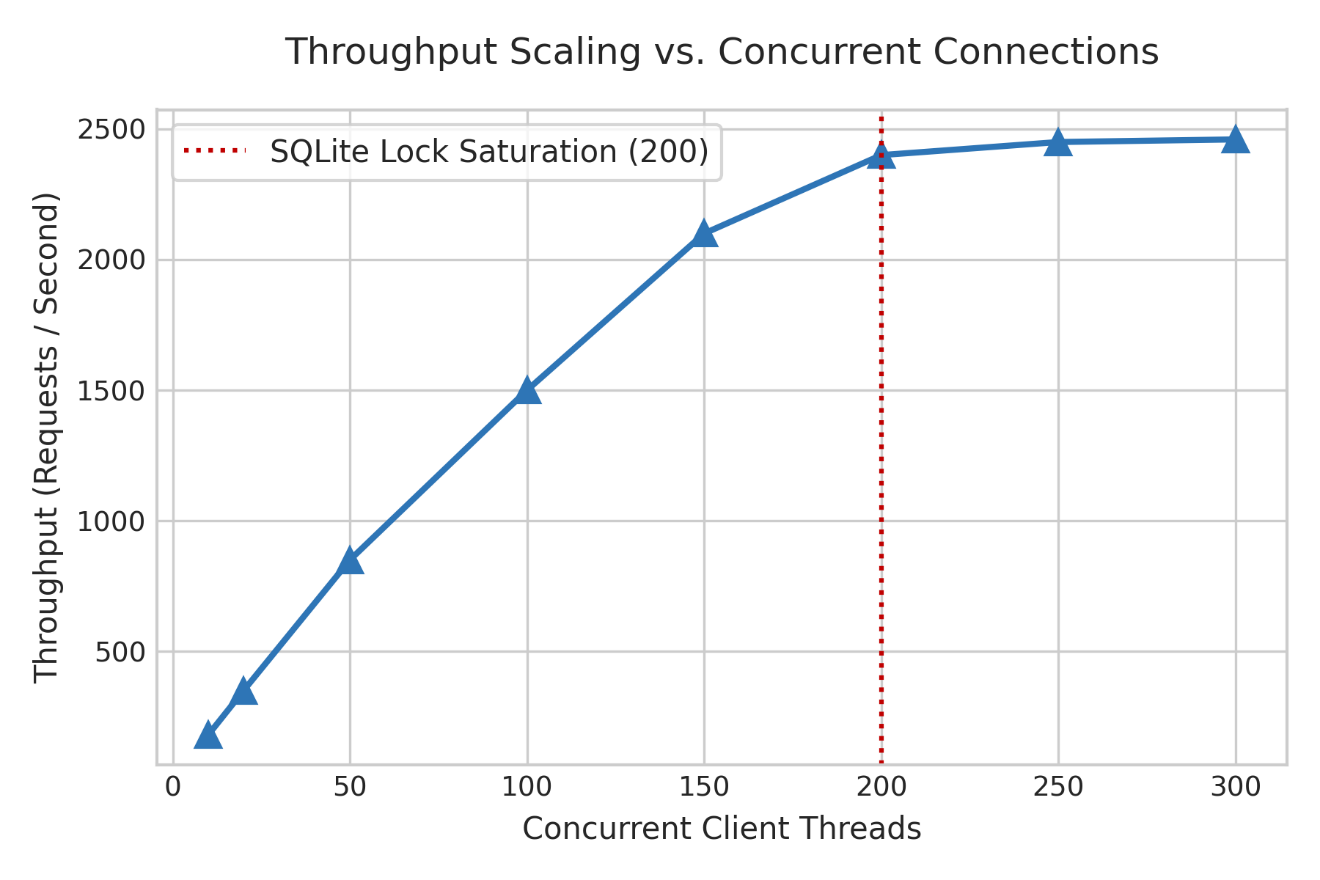 Throughput Scaling vs. Concurrent Connections
SQLite Lock Saturation (200)
Throughput (Requests / Second)
2500
2000
1500
1000
500
0 50 100 150 200 250 300
Concurrent Client Threads